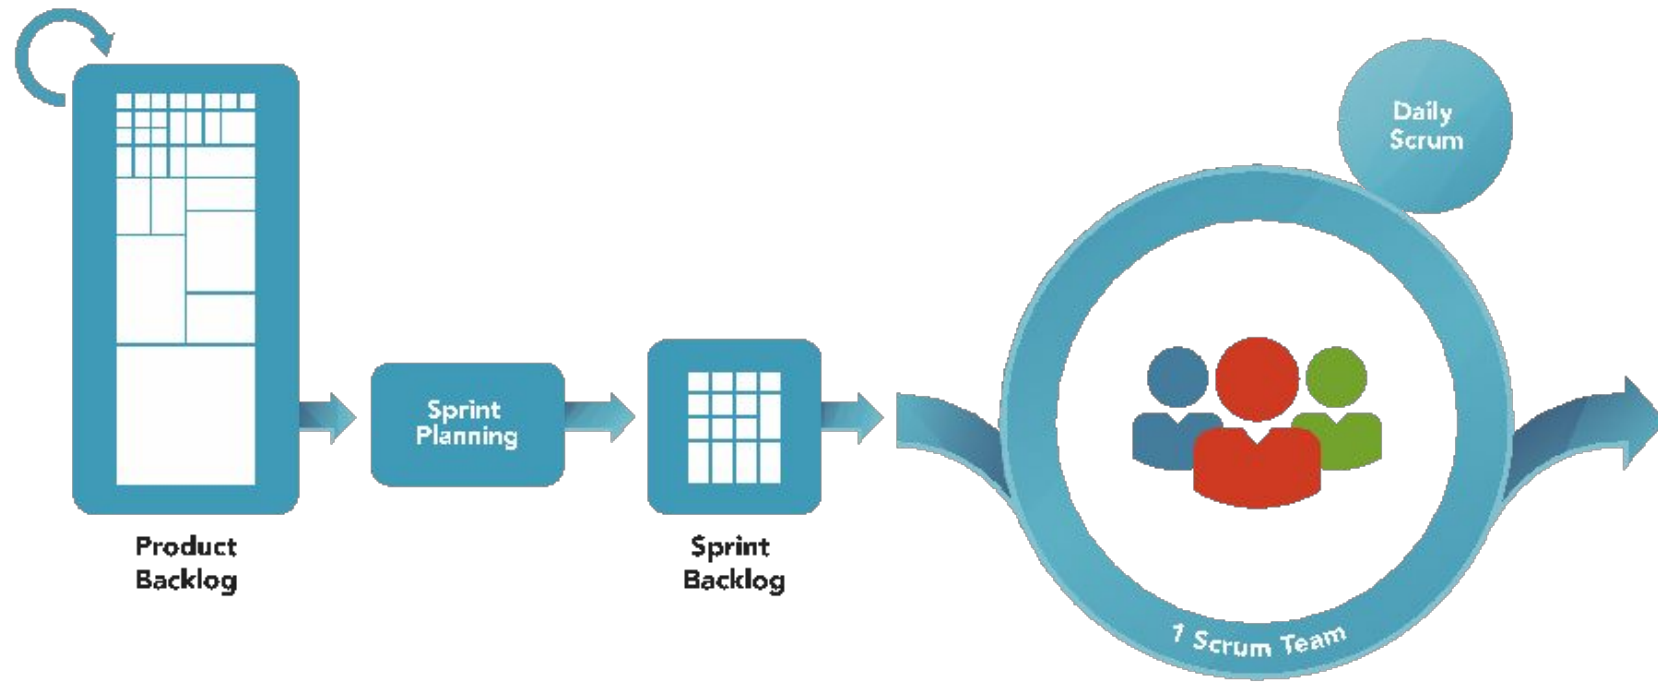 Product
Backlog
Sprint
Planning
Sprint
Backlog
Daily
Scrum
1 Scrum Team